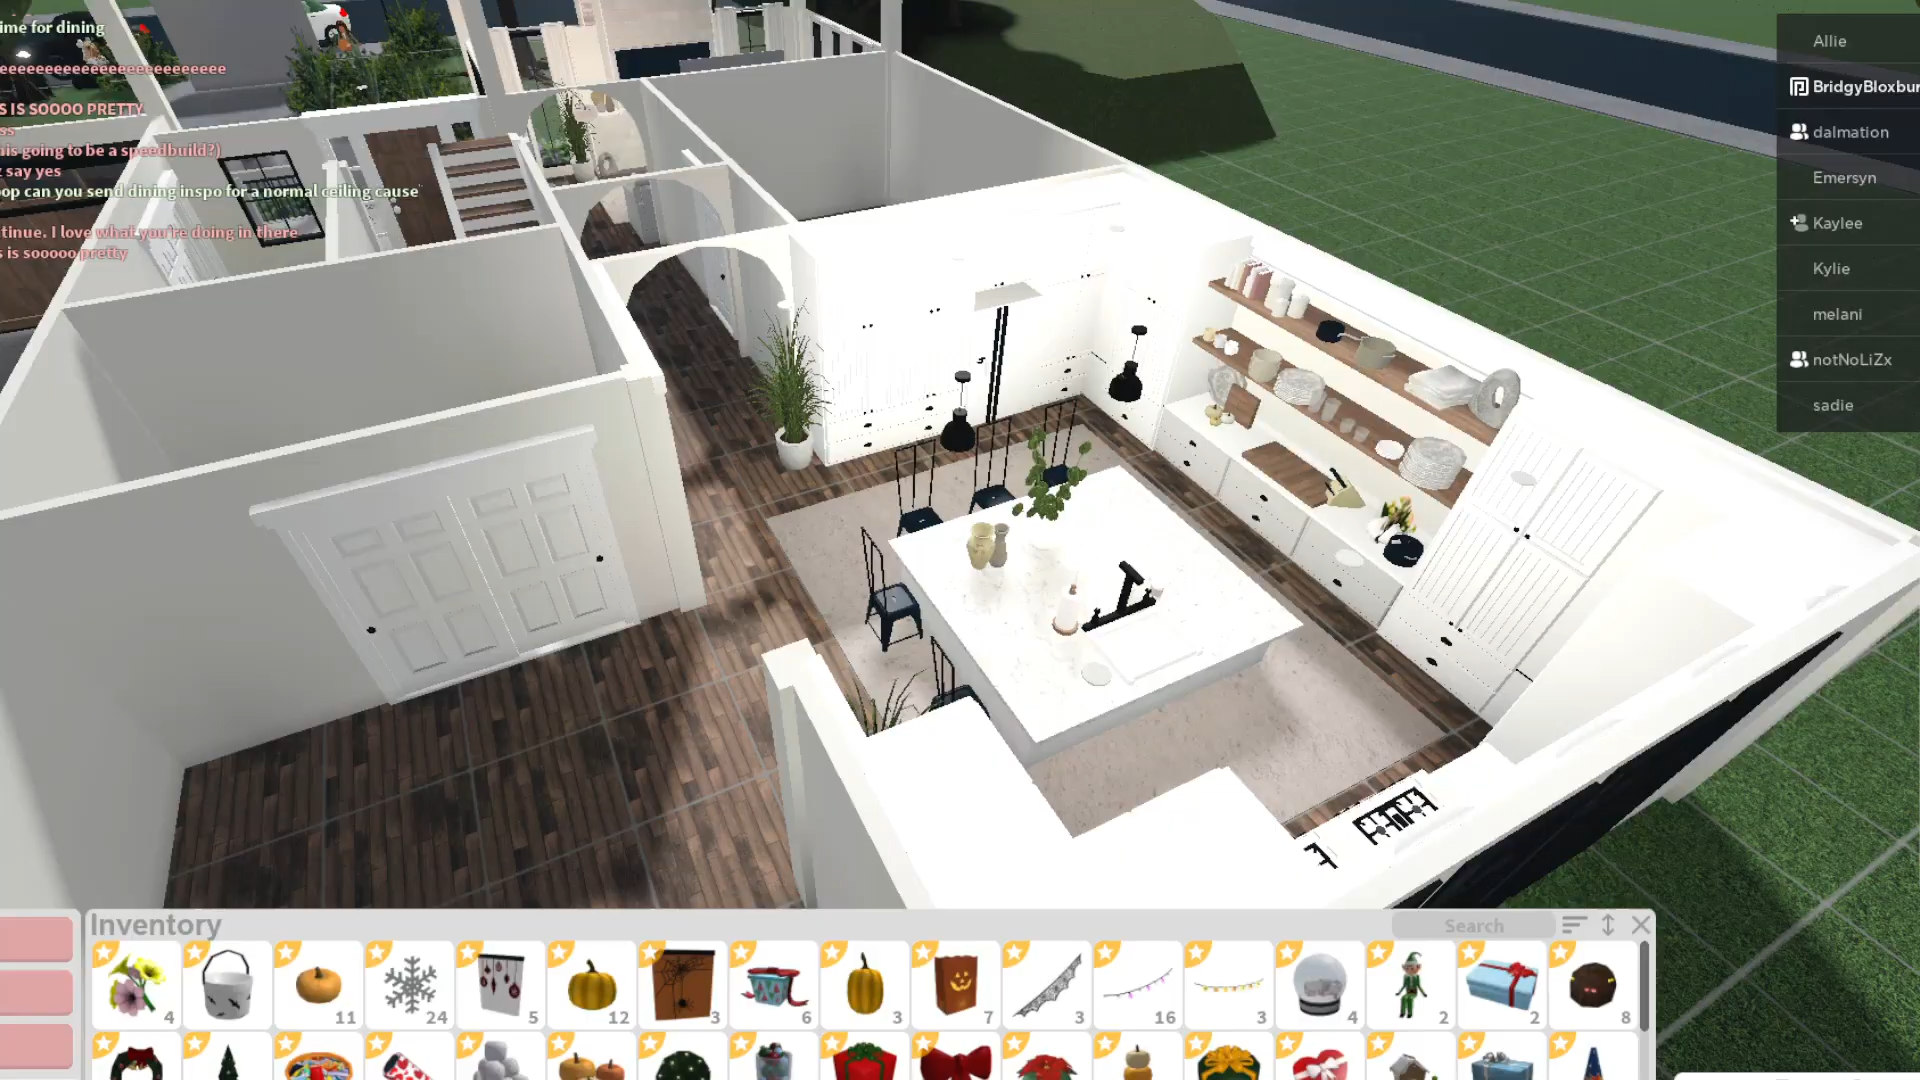 ime for dining
eeeeeeeeeeeeeeeeeeeeeeeee
S IS SOOOO PRETTY
ss
his going to be a speedbuild?)
t say yes
oop can you send dining inspo for a normal ceiling cause
tinue. I love what you're doing in there
s is sooooo pretty
Allie
BridgyBloxbur
dalmation
Emersyn
Kaylee
Kylie
melani
notNoLiZx
sadie
Inventory
Search
4
11
24
5
12
3
6
3
7
3
16
3
4
2
2
8